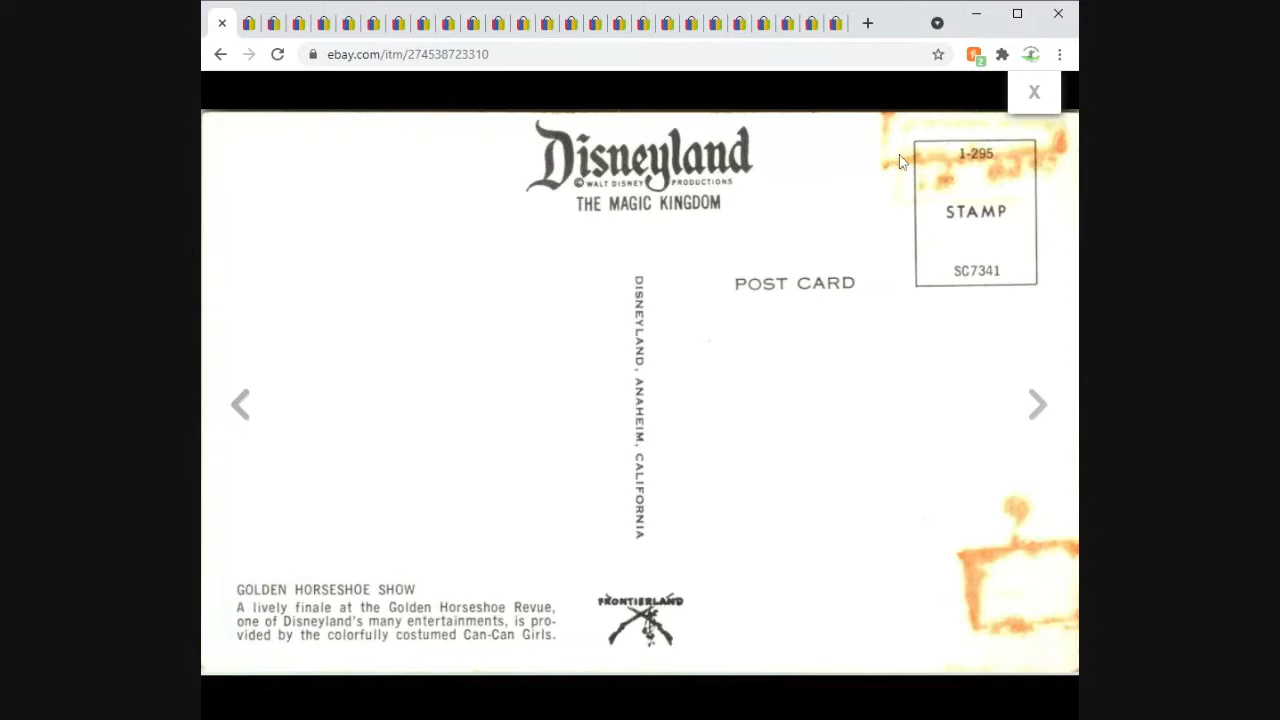 ebay.com/itm/274538723310
2
X
Disneyland
© WALT DISNEY PRODUCTIONS
THE MAGIC KINGDOM
1-295
STAMP
SC7341
POST CARD
DISNEYLAND, ANAHEIM, CALIFORNIA
GOLDEN HORSESHOE SHOW
A lively finale at the Golden Horseshoe Revue,
one of Disneyland's many entertainments, is pro-
vided by the colorfully costumed Can-Can Girls.
FRONTIERLAND